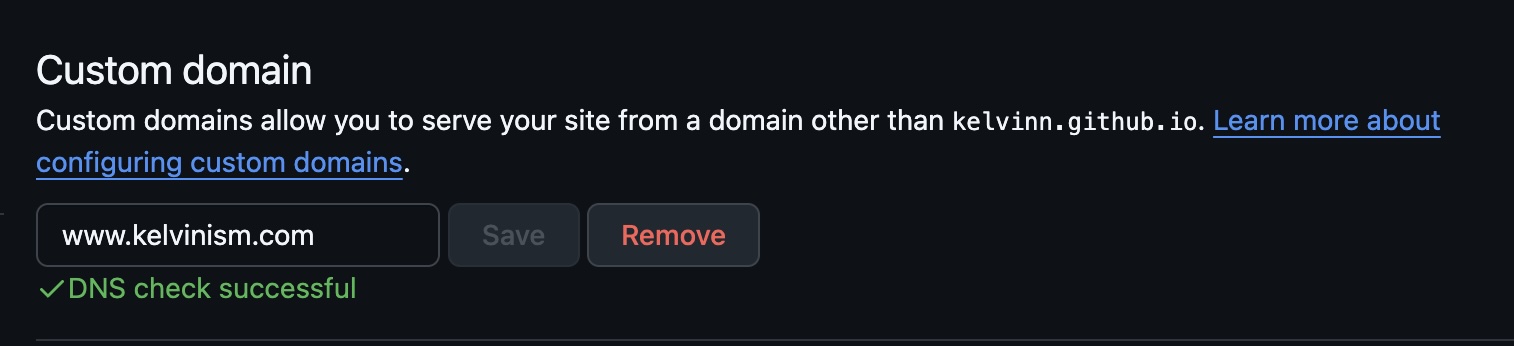 Custom domain
Custom domains allow you to serve your site from a domain other than kelvinn.github.io. Learn more about
configuring custom domains.
www.kelvinism.com Save Remove
✓DNS check successful